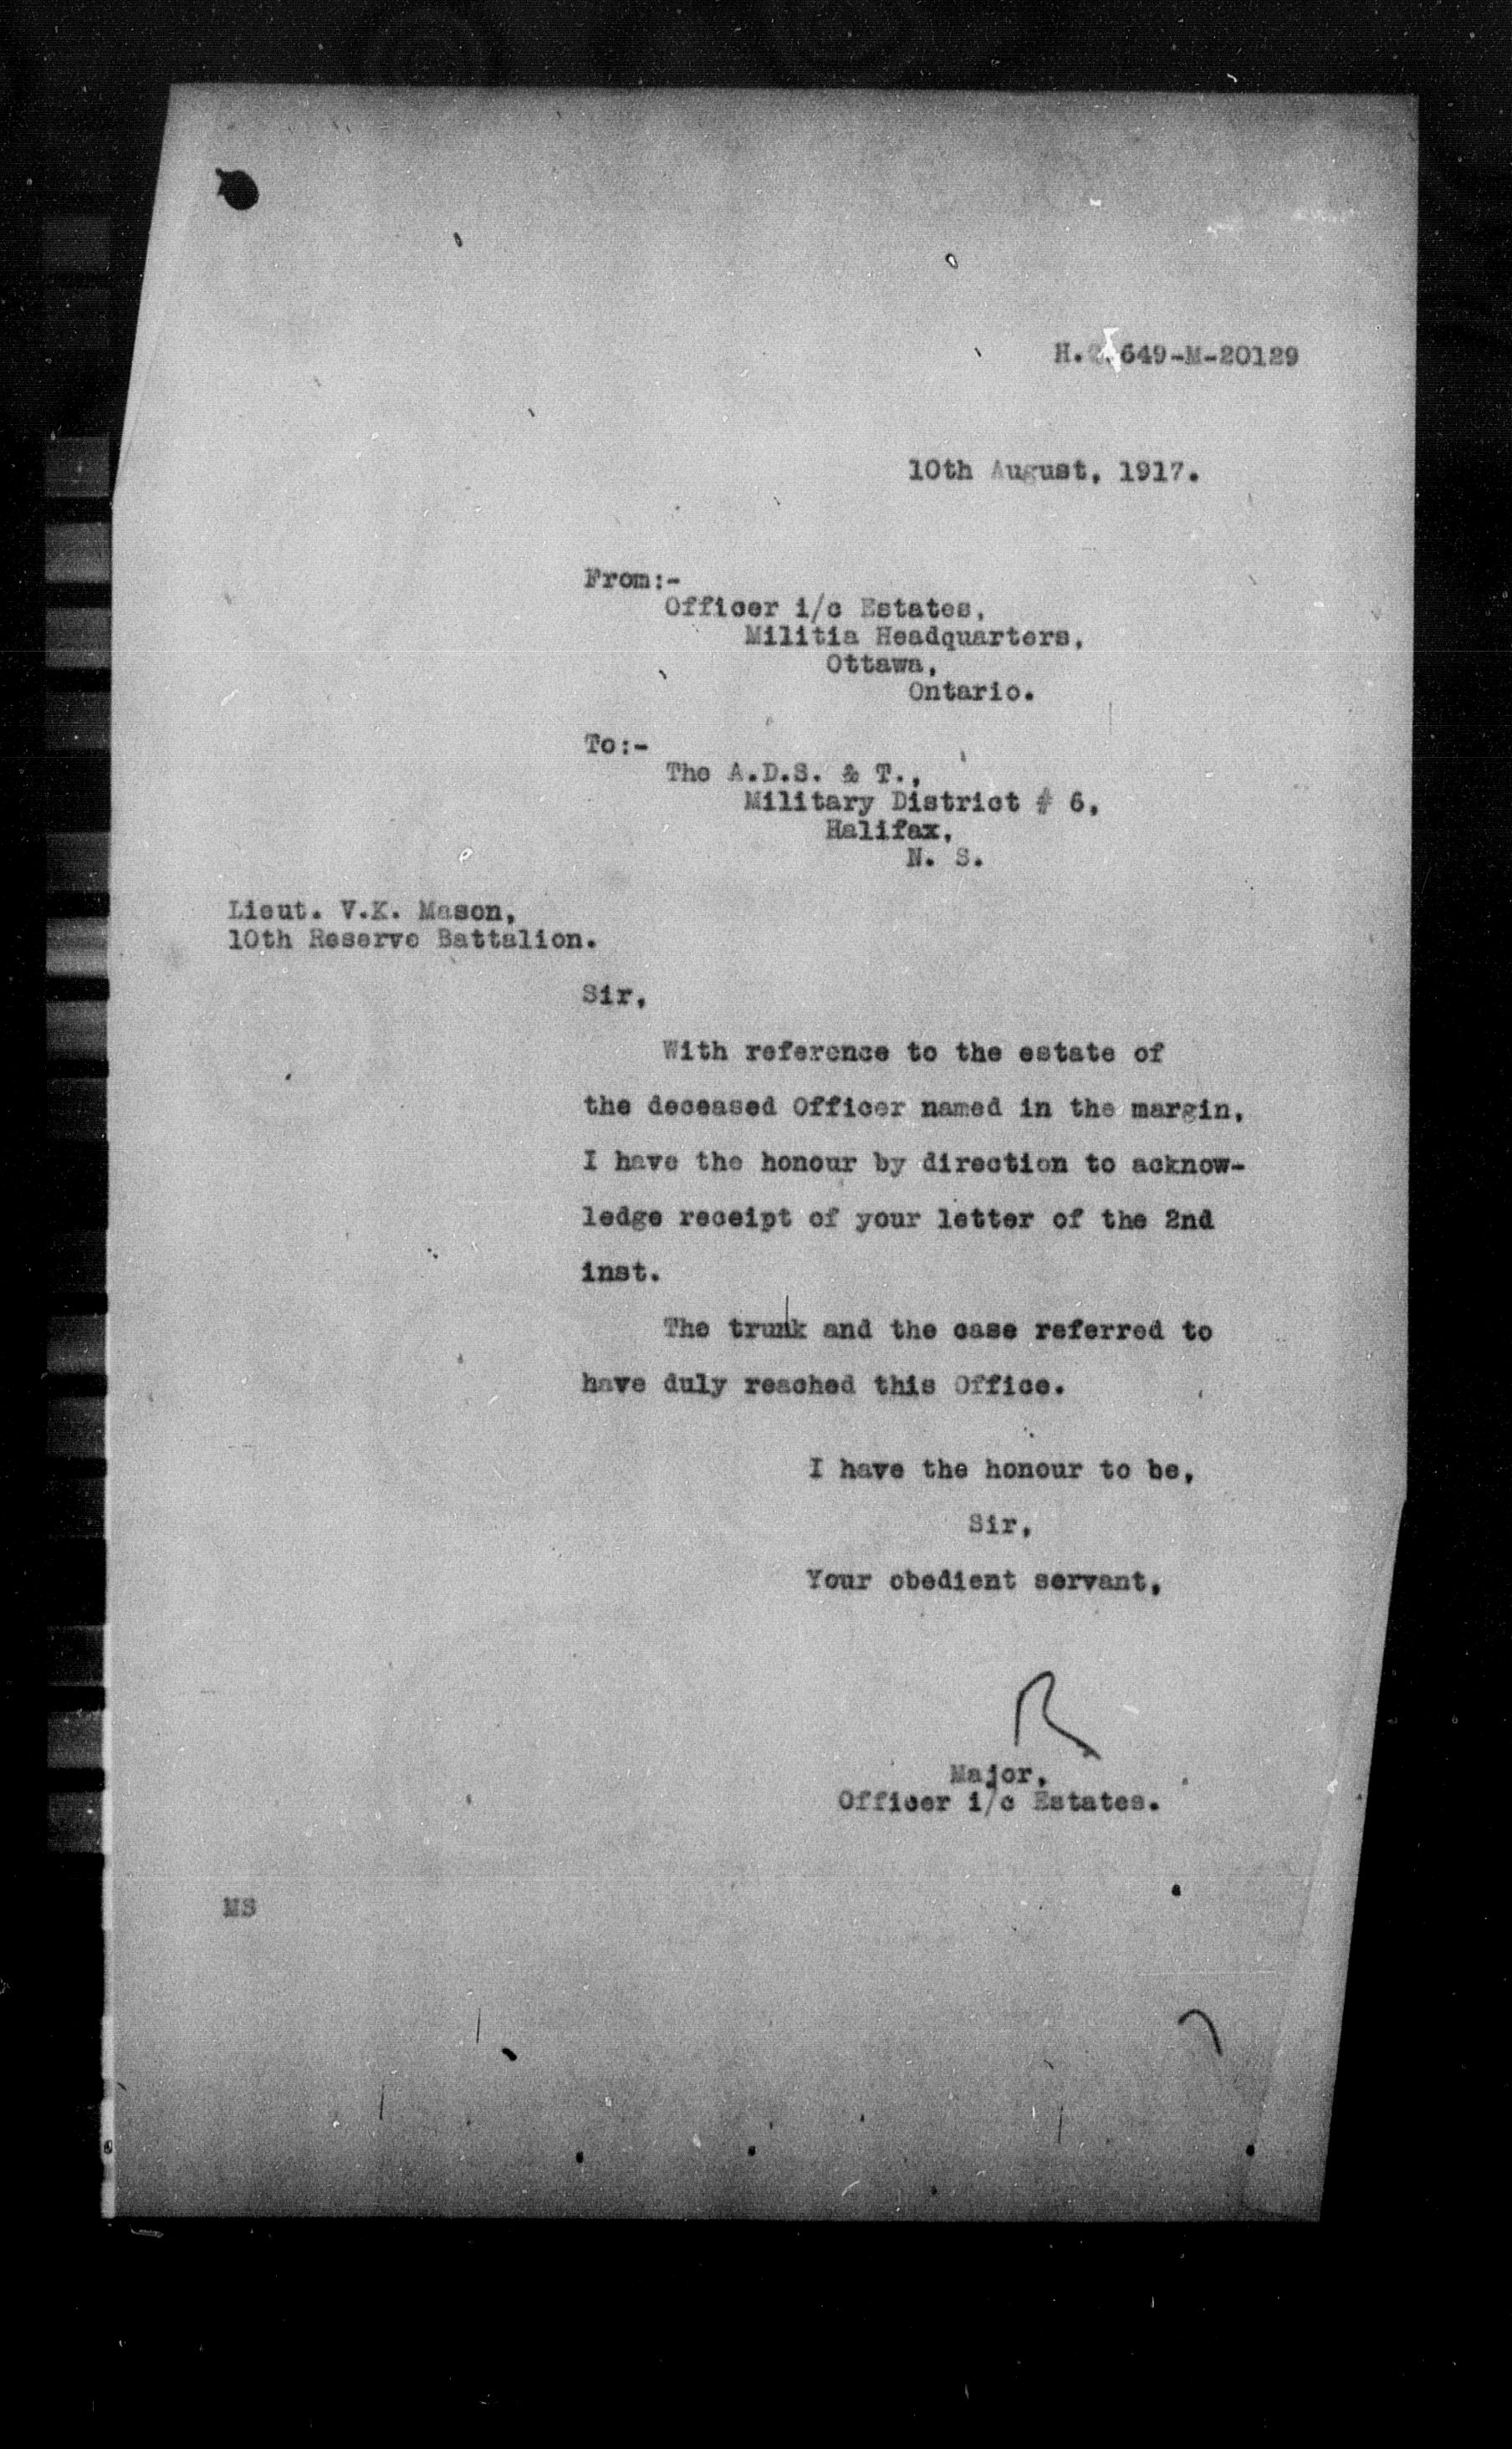 H.Q. 649-M-20129
10th August, 1917.
From:-
Officer i/c Estates,
Militia Headquarters,
Ottawa,
Ontario.
To:-
The A.D.S. & T.,
Military District # 6,
Halifax,
N. S.
Lieut. V.K. Mason,
10th Reserve Battalion.
Sir,
With reference to the estate of
the deceased Officer named in the margin,
I have the honour by direction to acknow-
ledge receipt of your letter of the 2nd
inst.
The trunk and the case referred to
have duly reached this Office.
I have the honour to be,
Sir,
Your obedient servant,
R
Major,
Officer i/c Estates.
MS